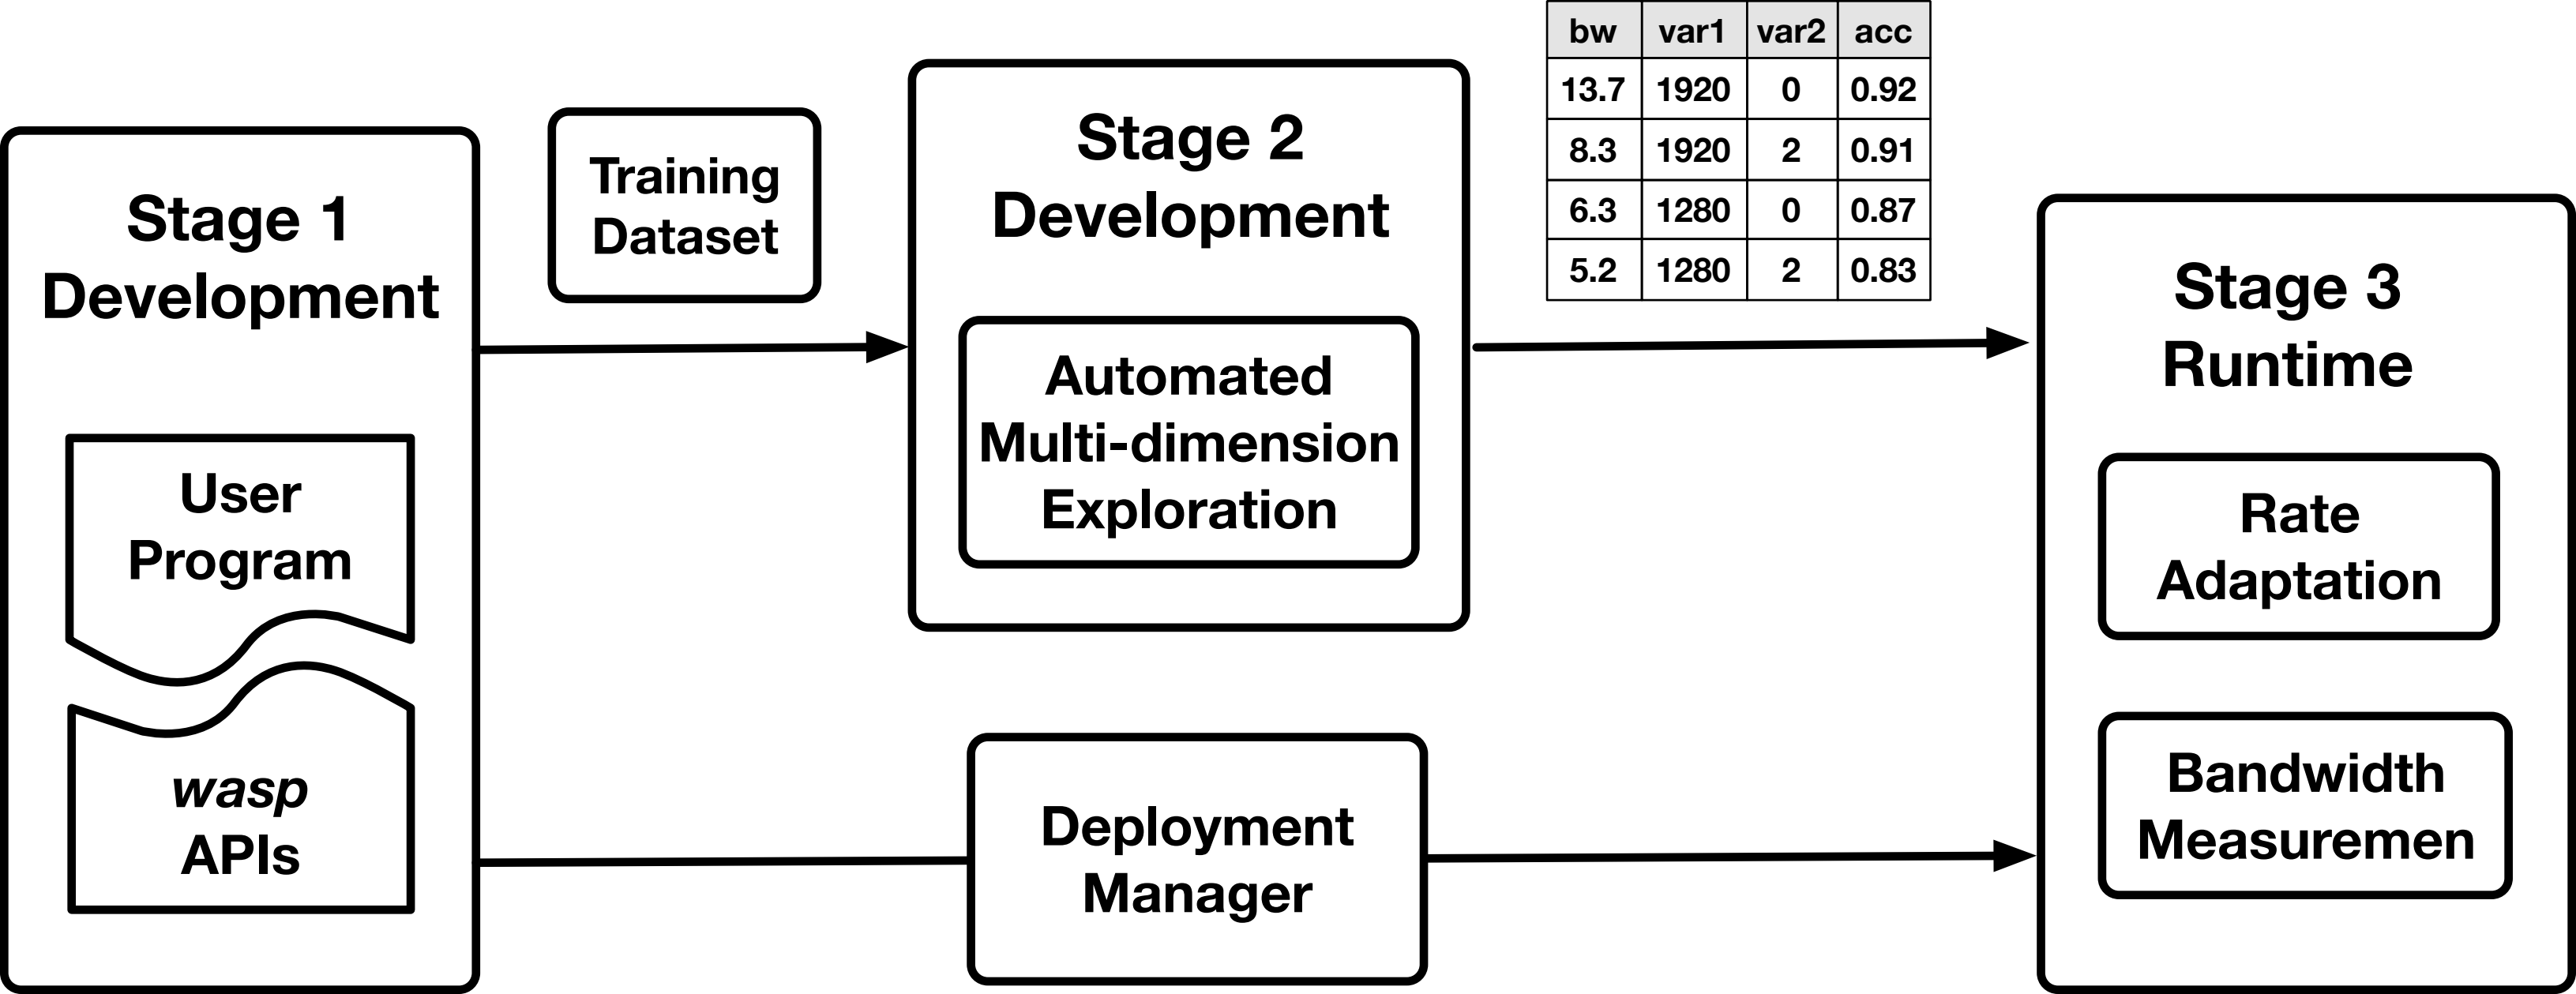 Stage 1
Development
User
Program
wasp
APIs
Training
Dataset
Stage 2
Development
Automated
Multi-dimension
Exploration
Deployment
Manager
bw var1 var2 acc
13.7 1920 0 0.92
8.3 1920 2 0.91
6.3 1280 0 0.87
5.2 1280 2 0.83
Stage 3
Runtime
Rate
Adaptation
Bandwidth
Measuremen